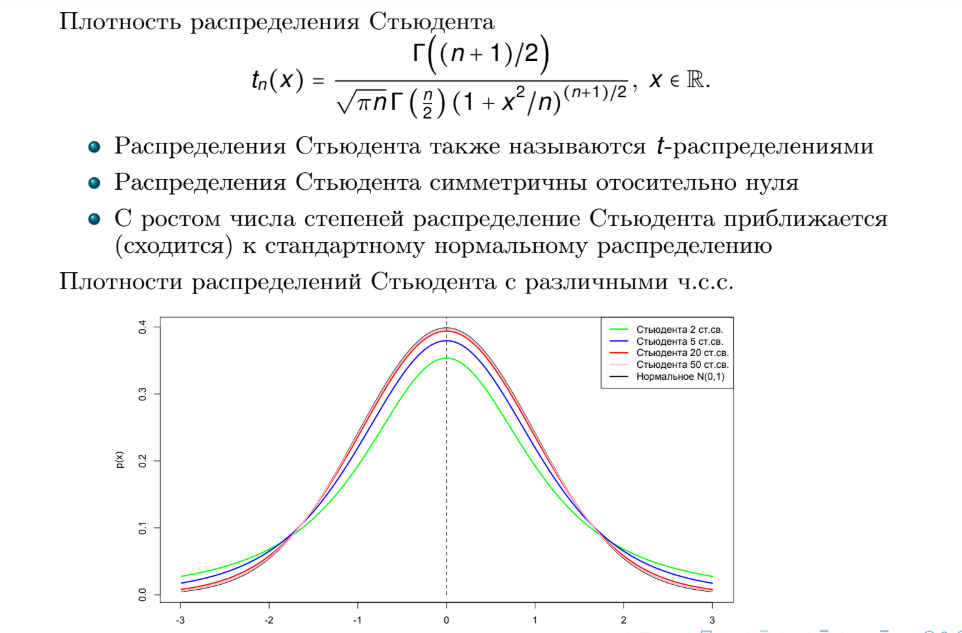 Плотность распределения Стьюдента
tₙ(x) = Γ((n + 1)/2) / (√(πn) Γ(n/2) (1 + x²/n)^((n+1)/2)), x ∈ ℝ.
Распределения Стьюдента также называются t-распределениями
Распределения Стьюдента симметричны отосительно нуля
С ростом числа степеней распределение Стьюдента приближается
(сходится) к стандартному нормальному распределению
Плотности распределений Стьюдента с различными ч.с.с.
Стьюдента 2 ст.св.
Стьюдента 5 ст.св.
Стьюдента 20 ст.св.
Стьюдента 50 ст.св.
Нормальное N(0,1)
p(x)
0.4
0.3
0.2
0.1
0.0
-3 -2 -1 0 1 2 3